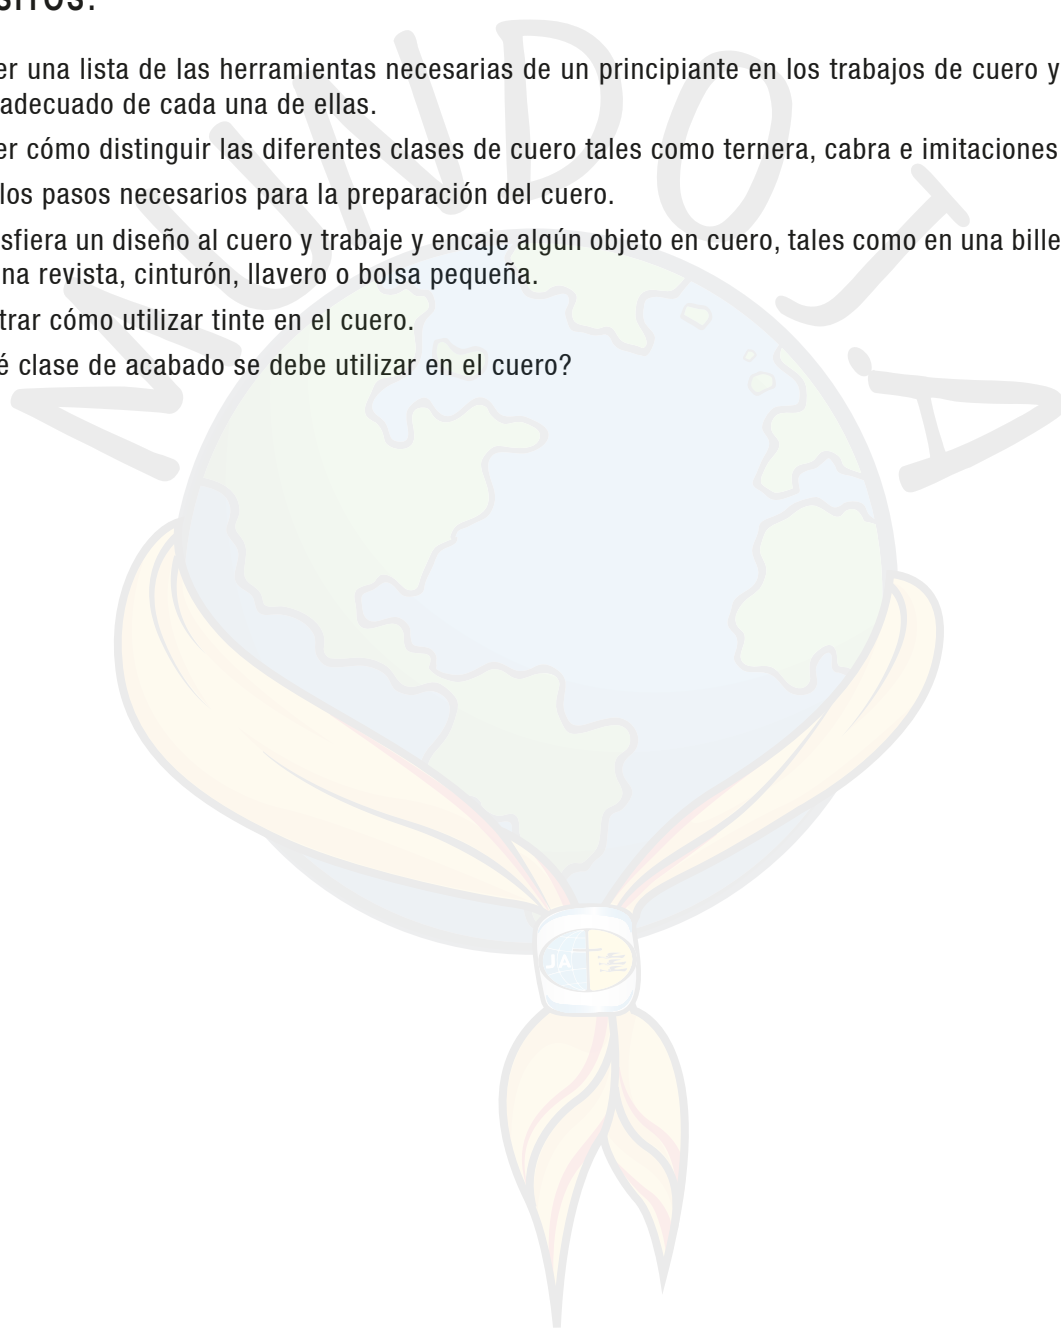 SITOS:
er una lista de las herramientas necesarias de un principiante en los trabajos de cuero y
adecuado de cada una de ellas.
er cómo distinguir las diferentes clases de cuero tales como ternera, cabra e imitaciones
los pasos necesarios para la preparación del cuero.
sfiera un diseño al cuero y trabaje y encaje algún objeto en cuero, tales como en una bille
na revista, cinturón, llavero o bolsa pequeña.
trar cómo utilizar tinte en el cuero.
é clase de acabado se debe utilizar en el cuero?
MUNDO JA
JA